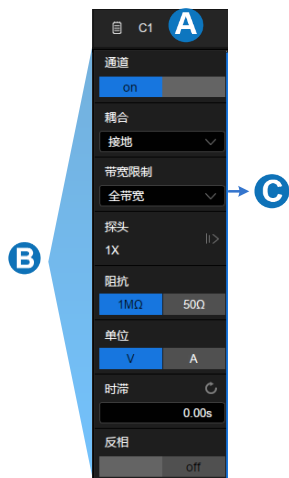 C1
A
通道
on
耦合
接地
带宽限制
全带宽
C
探头
1X
B
阻抗
1MΩ 50Ω
单位
V A
时滞
0.00s
反相
off